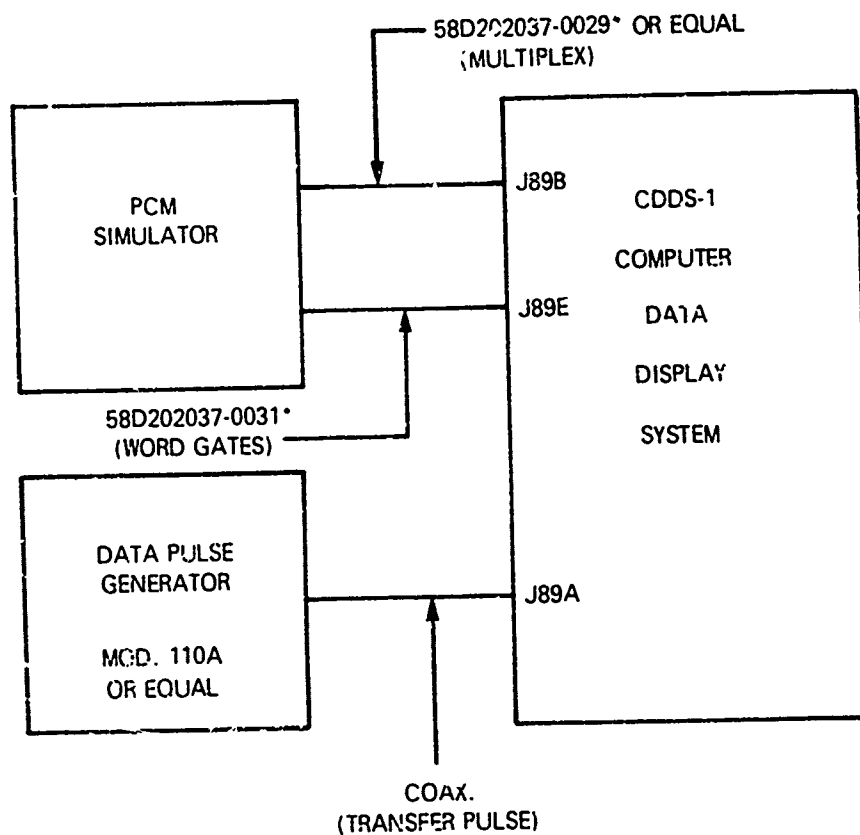 58D202037-0029* OR EQUAL
(MULTIPLEX)
PCM
SIMULATOR
J89B
J89E
CDDS-1
COMPUTER
DATA
DISPLAY
SYSTEM
58D202037-0031*
(WORD GATES)
DATA PULSE
GENERATOR
MOD. 110A
OR EQUAL
J89A
COAX.
(TRANSFER PULSE)